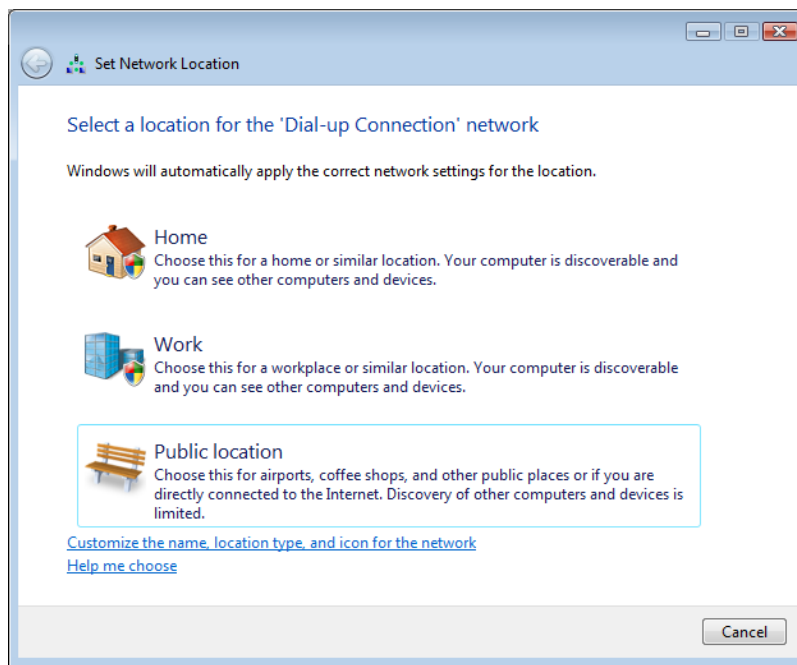 Set Network Location
Select a location for the 'Dial-up Connection' network
Windows will automatically apply the correct network settings for the location.
Home
Choose this for a home or similar location. Your computer is discoverable and
you can see other computers and devices.
Work
Choose this for a workplace or similar location. Your computer is discoverable
and you can see other computers and devices.
Public location
Choose this for airports, coffee shops, and other public places or if you are
directly connected to the Internet. Discovery of other computers and devices is
limited.
Customize the name, location type, and icon for the network
Help me choose
Cancel